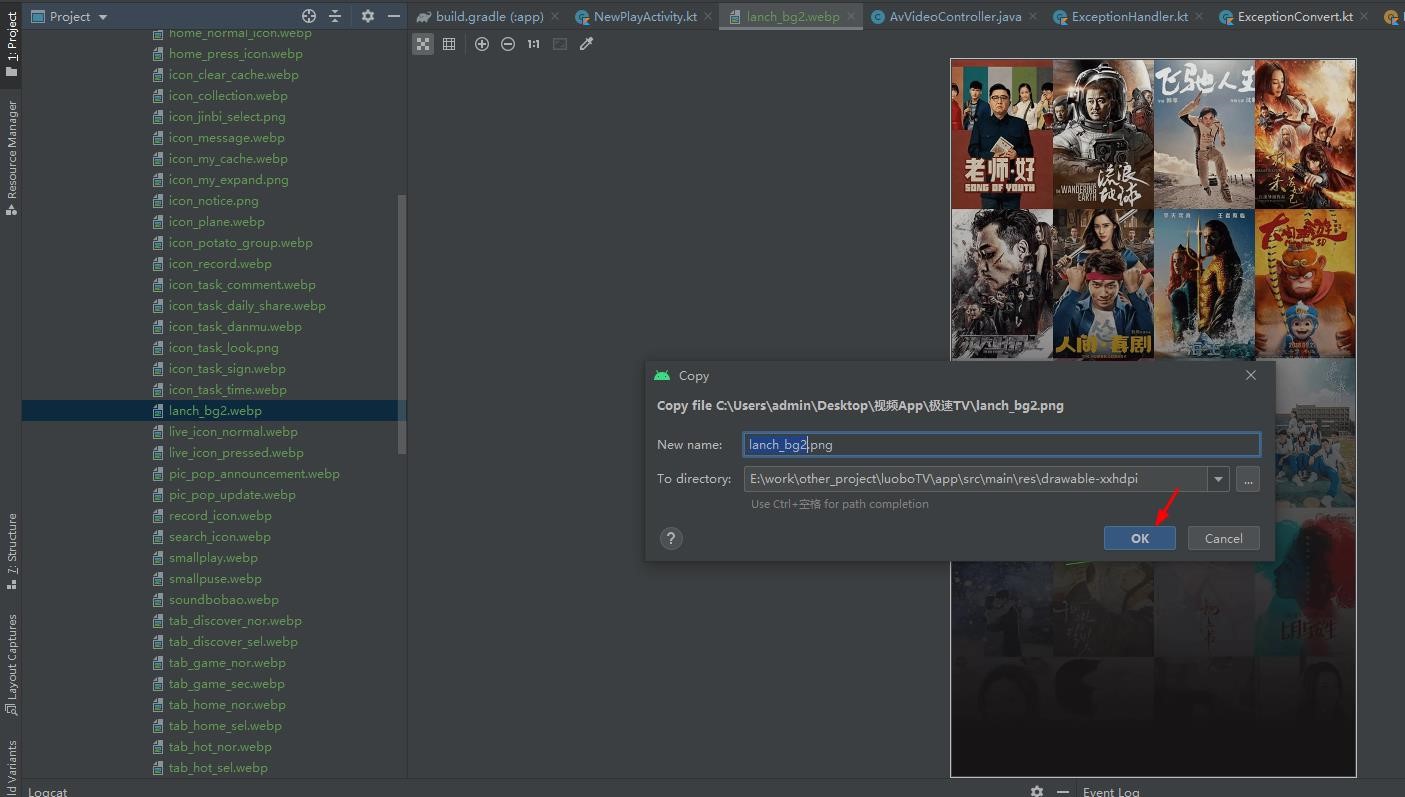 1: Project
Resource Manager
7: Structure
Layout Captures
ld Variants
Project
build.gradle (:app)
NewPlayActivity.kt
lanch_bg2.webp
AvVideoController.java
ExceptionHandler.kt
ExceptionConvert.kt
1:1
home_normal_icon.webp
home_press_icon.webp
icon_clear_cache.webp
icon_collection.webp
icon_jinbi_select.png
icon_message.webp
icon_my_cache.webp
icon_my_expand.png
icon_notice.png
icon_plane.webp
icon_potato_group.webp
icon_record.webp
icon_task_comment.webp
icon_task_daily_share.webp
icon_task_danmu.webp
icon_task_look.png
icon_task_sign.webp
icon_task_time.webp
lanch_bg2.webp
live_icon_normal.webp
live_icon_pressed.webp
pic_pop_announcement.webp
pic_pop_update.webp
record_icon.webp
search_icon.webp
smallplay.webp
smallpuse.webp
soundbobao.webp
tab_discover_nor.webp
tab_discover_sel.webp
tab_game_nor.webp
tab_game_sec.webp
tab_home_nor.webp
tab_home_sel.webp
tab_hot_nor.webp
tab_hot_sel.webp
老师·好
SONG OF YOUTH
流浪地球
THE WANDERING EARTH
飞驰人生
人间·喜剧
海王
Copy
Copy file C:\Users\admin\Desktop\视频App\极速TV\lanch_bg2.png
New name:
lanch_bg2.png
To directory:
E:\work\other_project\luoboTV\app\src\main\res\drawable-xxhdpi
...
Use Ctrl+空格 for path completion
?
OK
Cancel
Logcat
Event Log